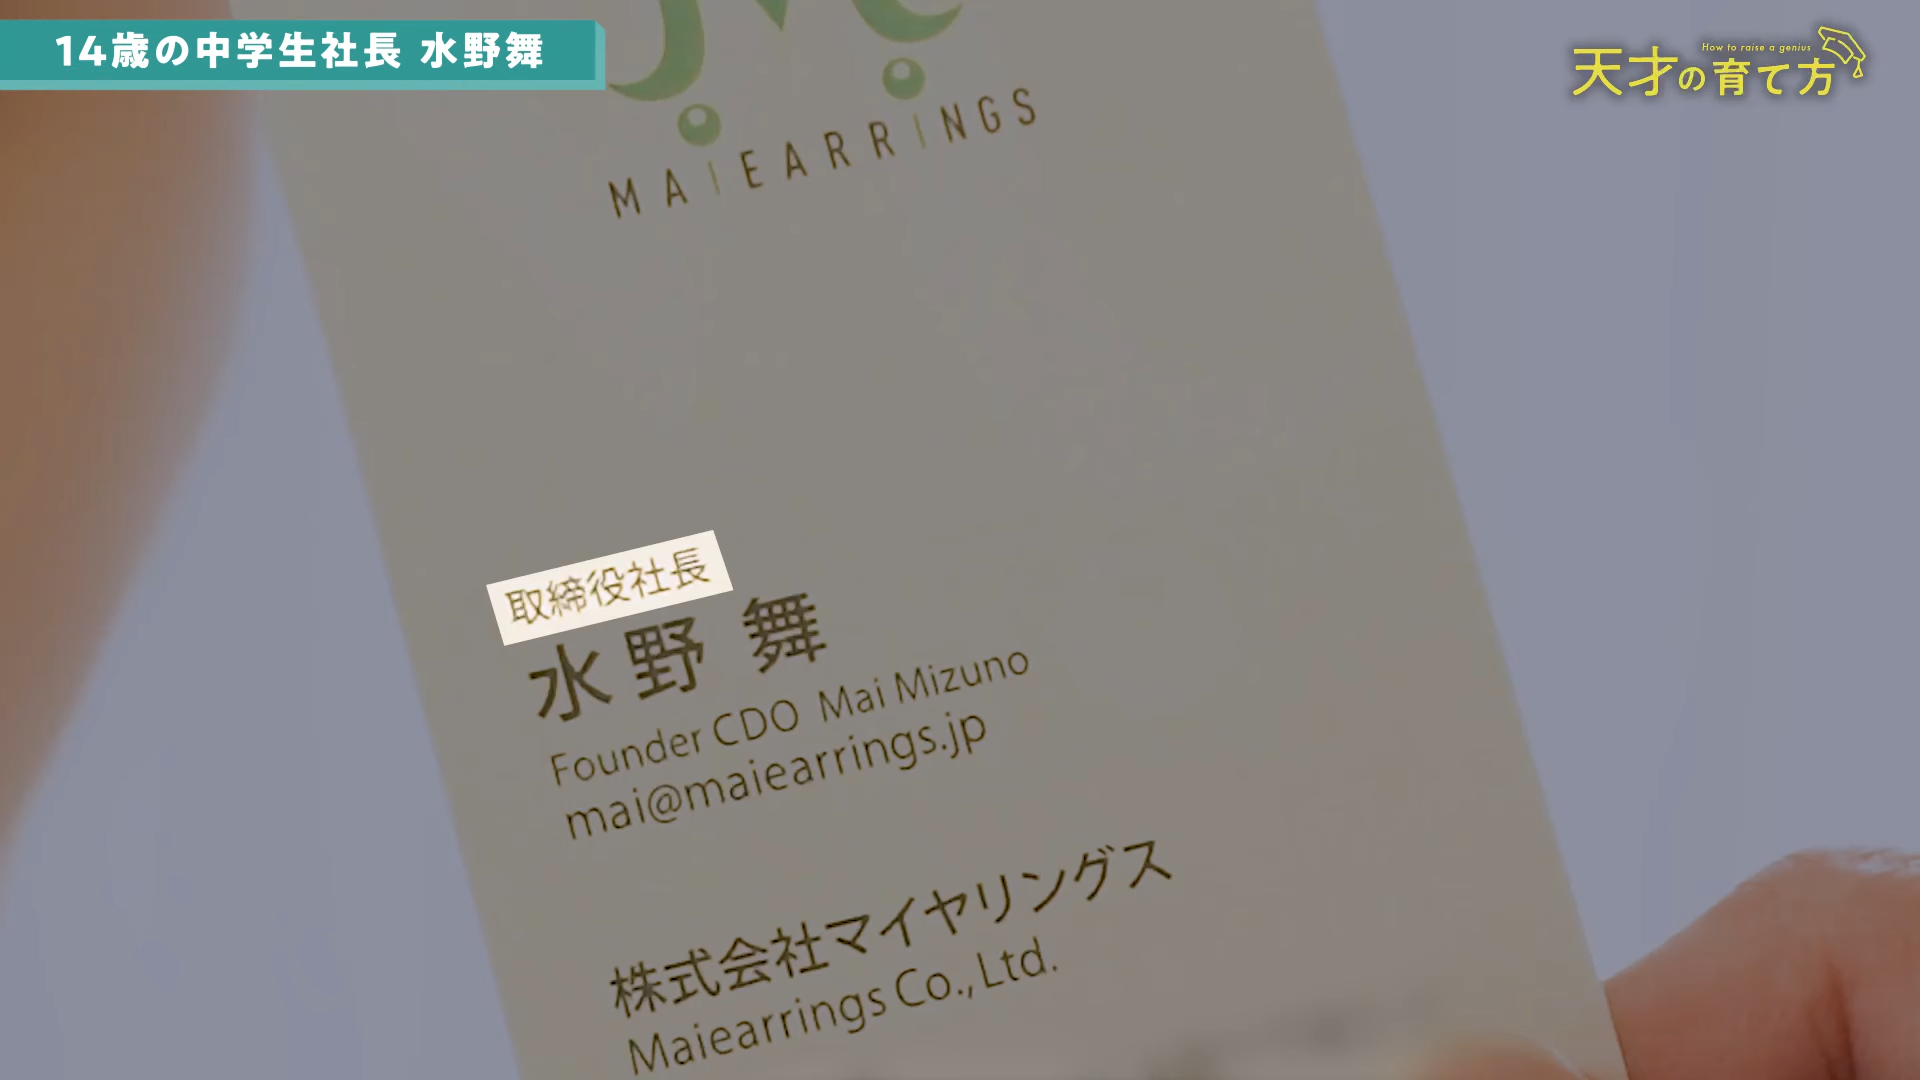 14歳の中学生社長 水野舞
How to raise a genius
天才の育て方
MAIEARRINGS
取締役社長
水野 舞
Founder CDO Mai Mizuno
mai@maiearrings.jp
株式会社マイヤリングス
Maiearrings Co., Ltd.